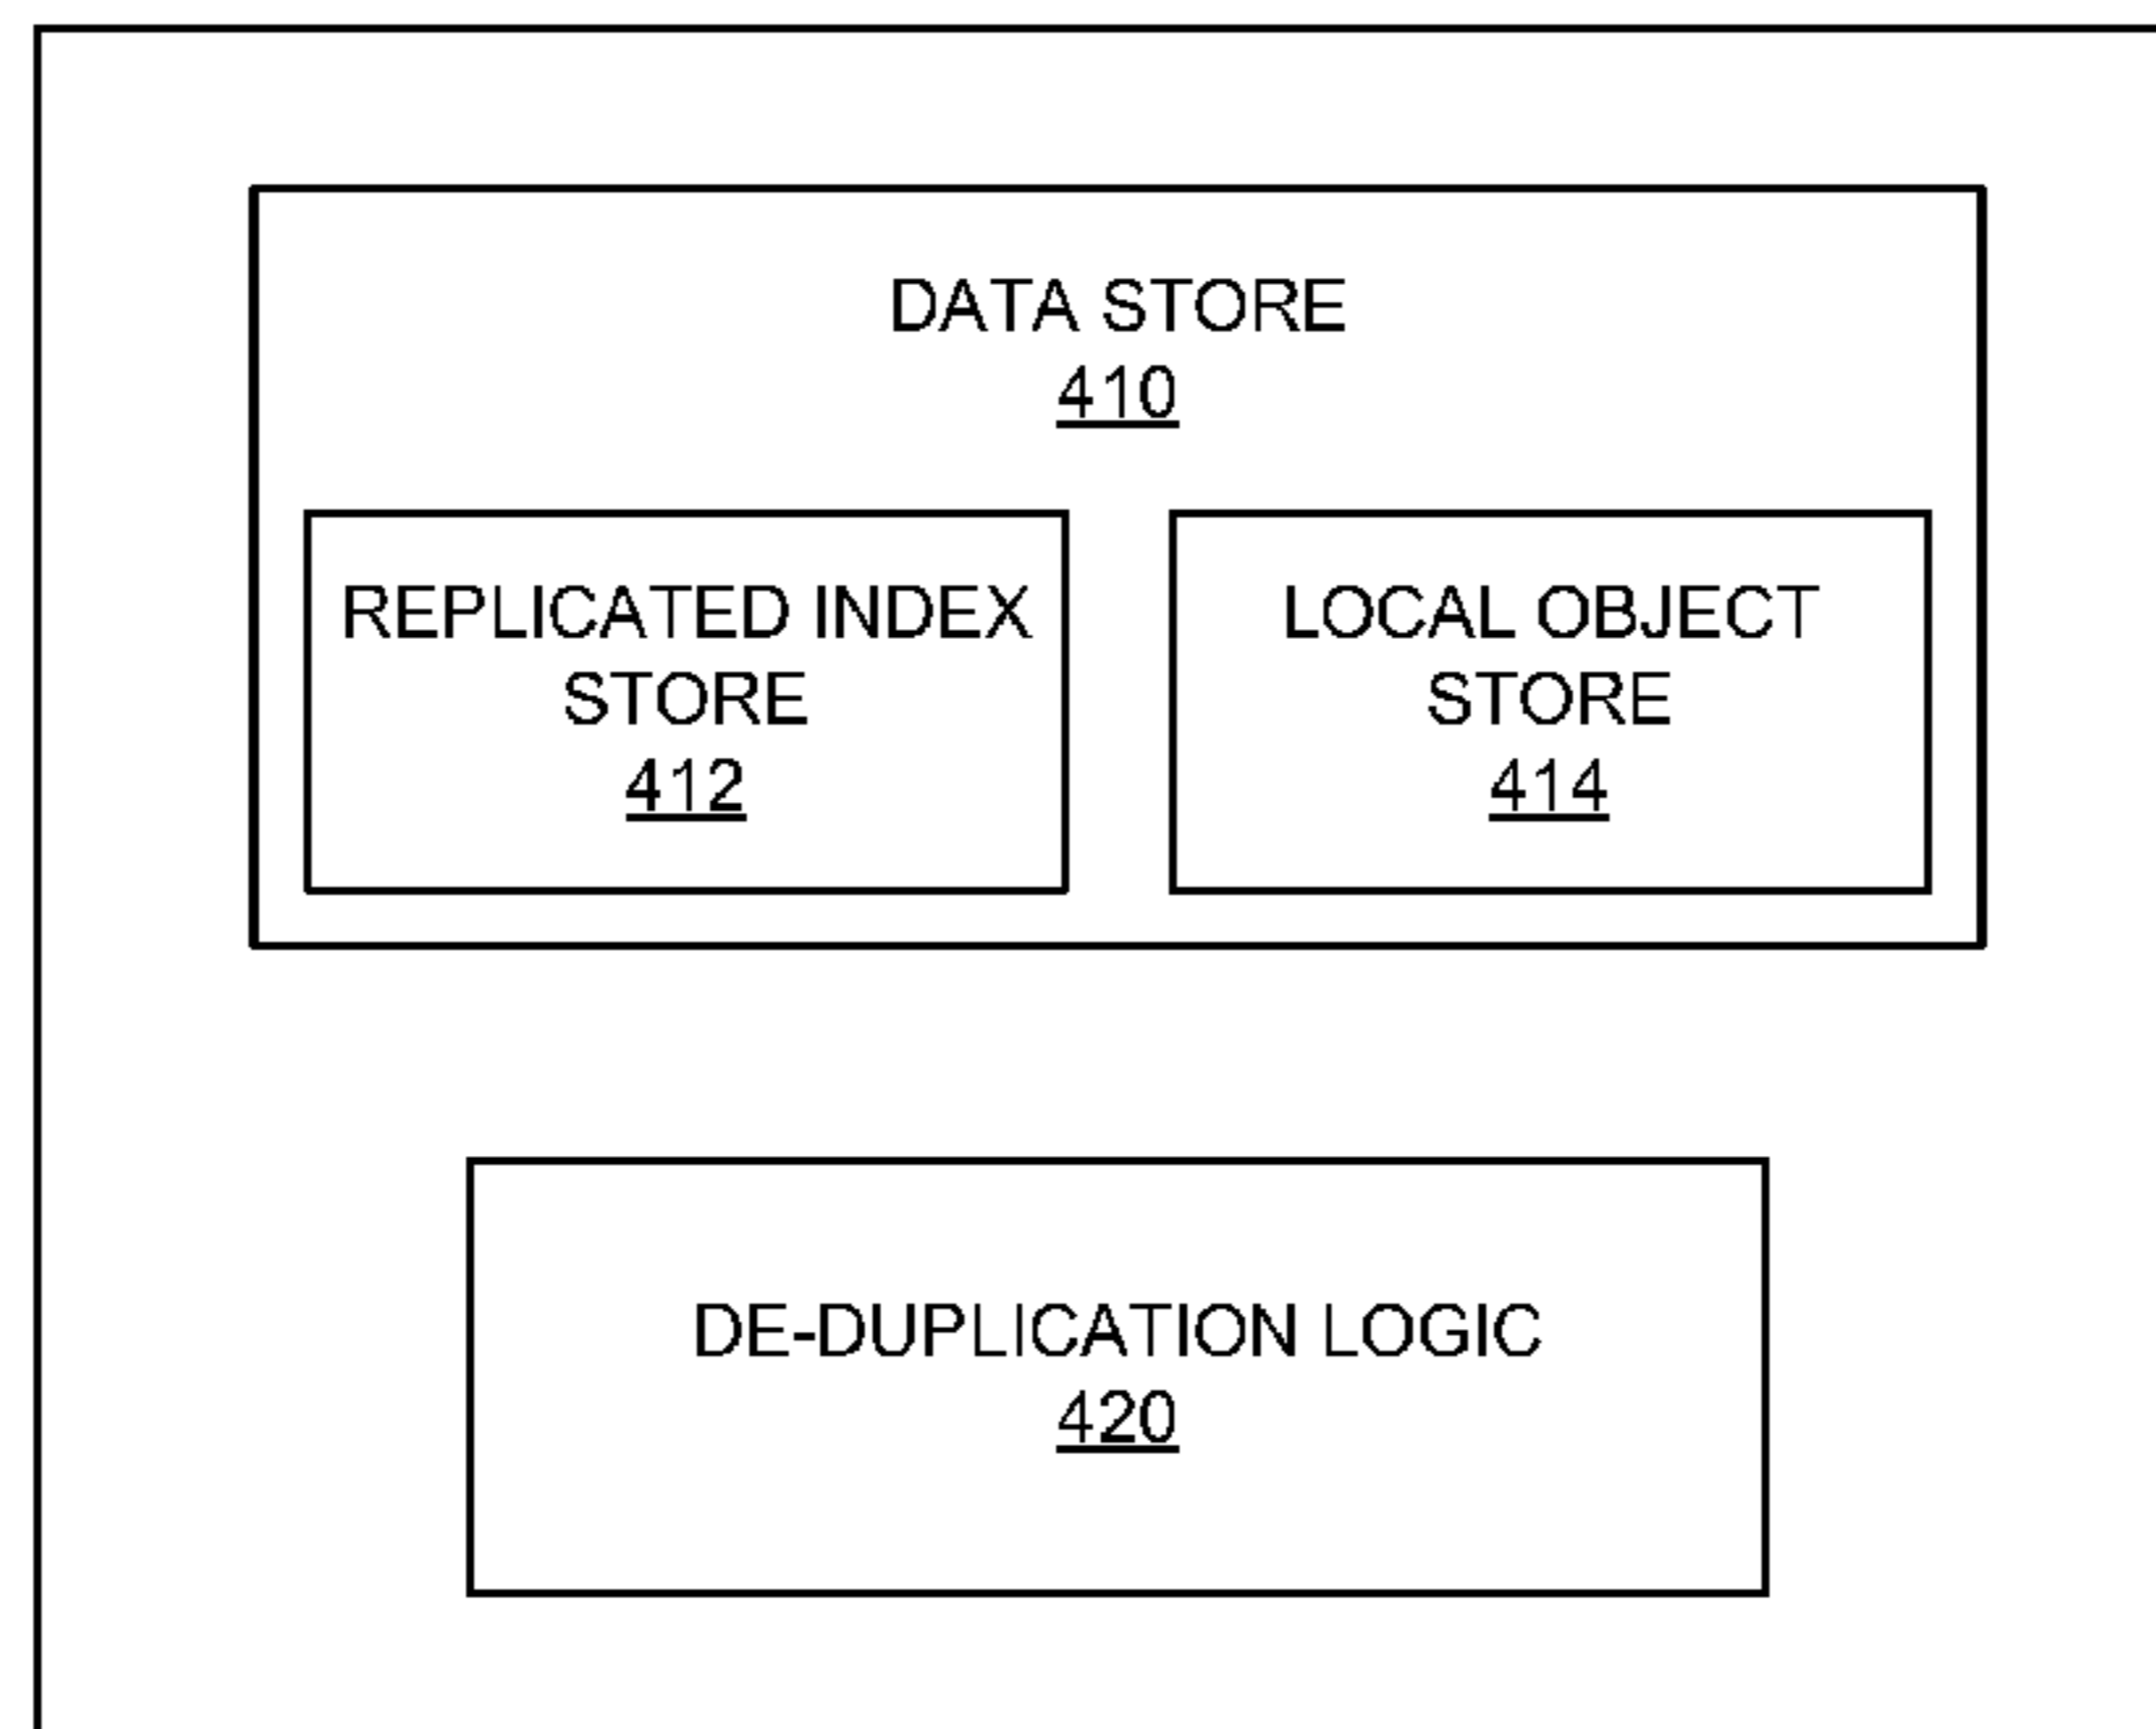 DATA STORE
410
REPLICATED INDEX
STORE
412
LOCAL OBJECT
STORE
414
DE-DUPLICATION LOGIC
420